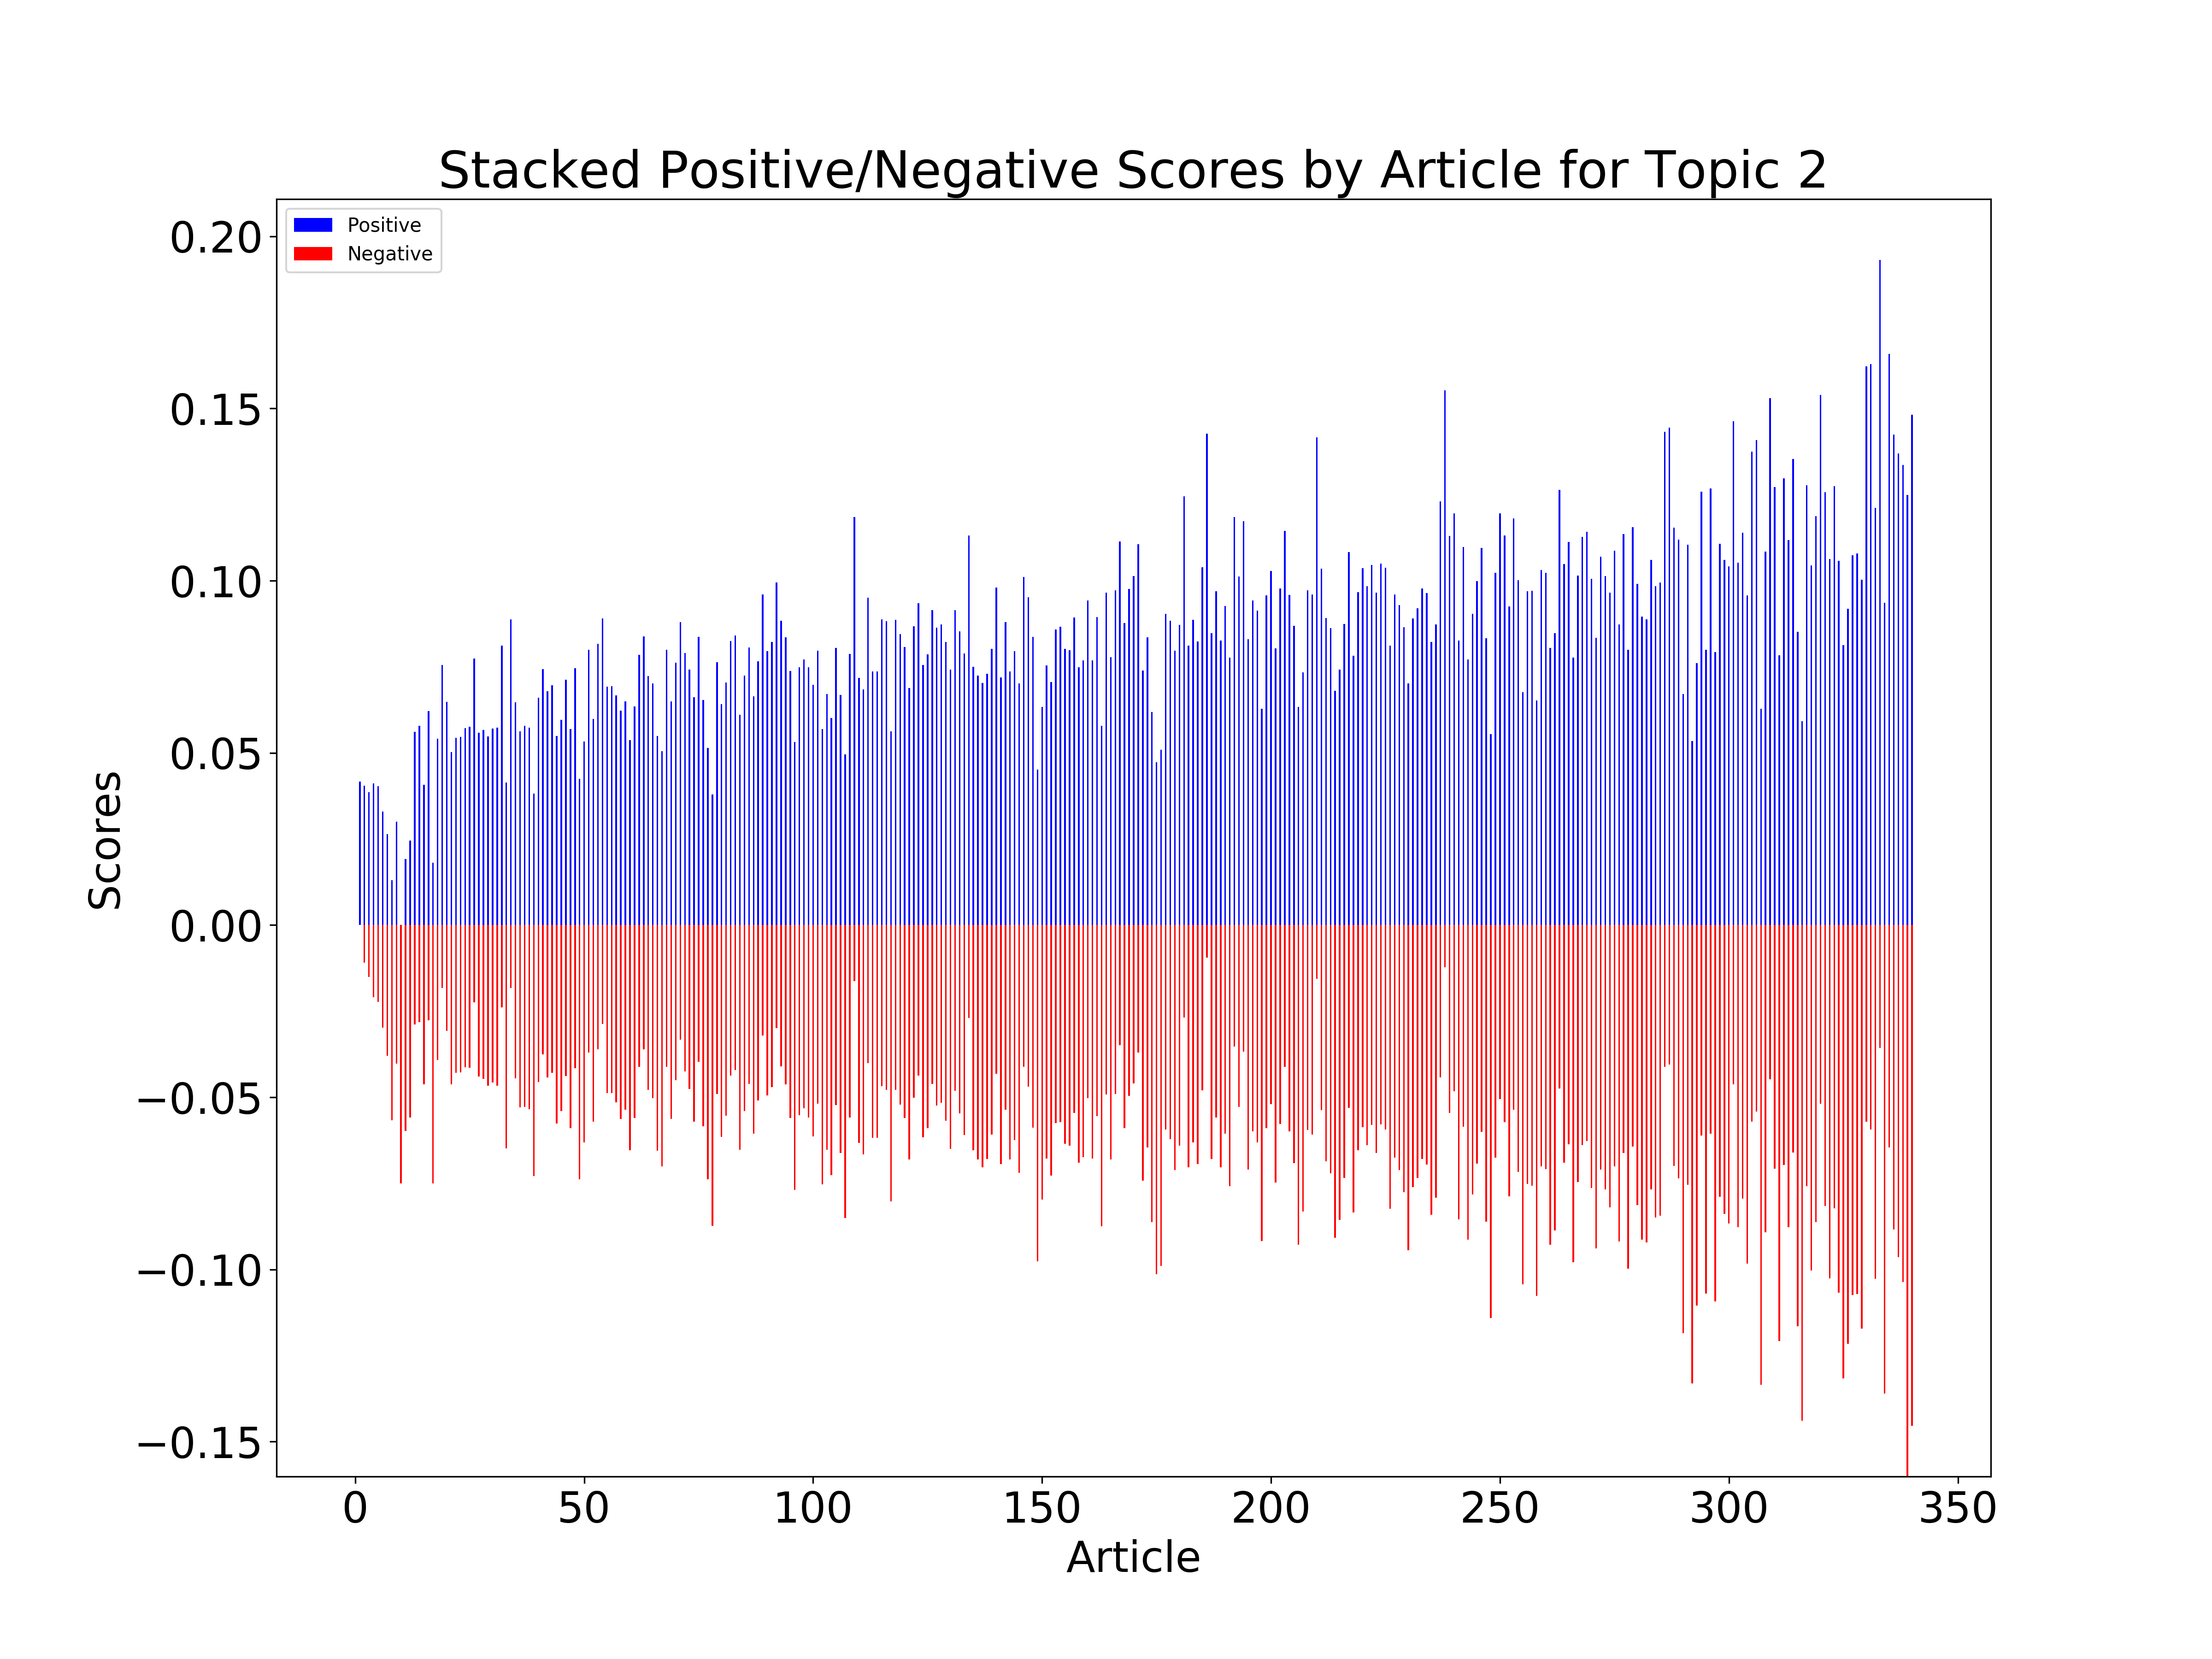 Stacked Positive/Negative Scores by Article for Topic 2
Positive
Negative
0.20
0.15
0.10
0.05
0.00
−0.05
−0.10
−0.15
Scores
0 50 100 150 200 250 300 350
Article